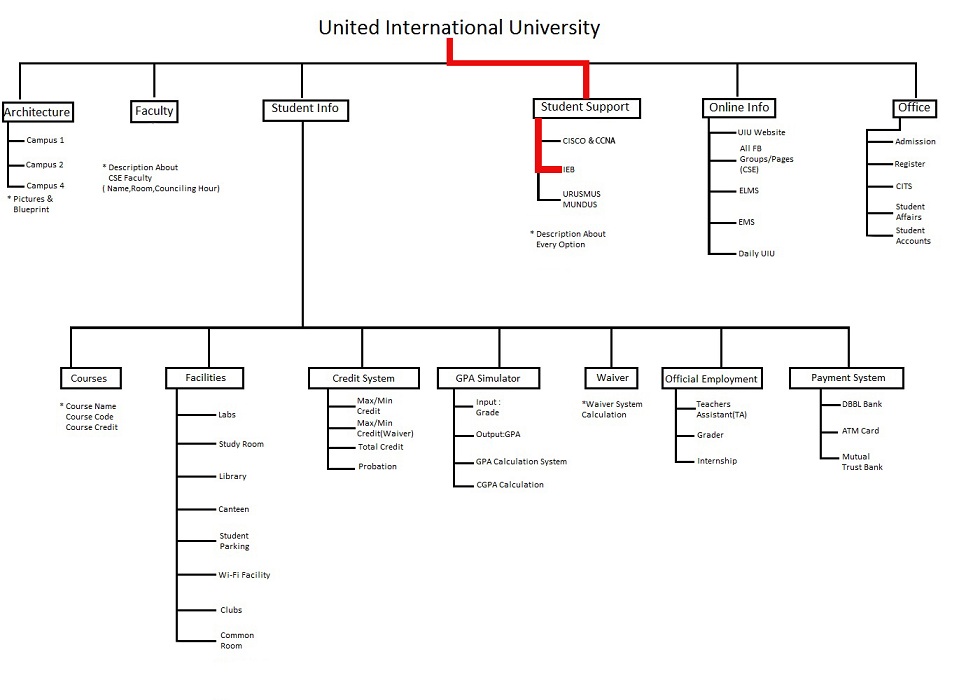 United International University
Architecture
Faculty
Student Info
Student Support
Online Info
Office
Campus 1
Campus 2
Campus 4
* Pictures &
Blueprint
* Description About
CSE Faculty
( Name,Room,Counciling Hour)
CISCO & CCNA
IEB
URUSMUS
MUNDUS
* Description About
Every Option
UIU Website
All FB
Groups/Pages
(CSE)
ELMS
EMS
Daily UIU
Admission
Register
CITS
Student
Affairs
Student
Accounts
Courses
Facilities
Credit System
GPA Simulator
Waiver
Official Employment
Payment System
* Course Name
Course Code
Course Credit
Labs
Study Room
Library
Canteen
Student
Parking
Wi-Fi Facility
Clubs
Common
Room
Max/Min
Credit
Max/Min
Credit(Waiver)
Total Credit
Probation
Input :
Grade
Output:GPA
GPA Calculation System
CGPA Calculation
*Waiver System
Calculation
Teachers
Assistant(TA)
Grader
Internship
DBBL Bank
ATM Card
Mutual
Trust Bank